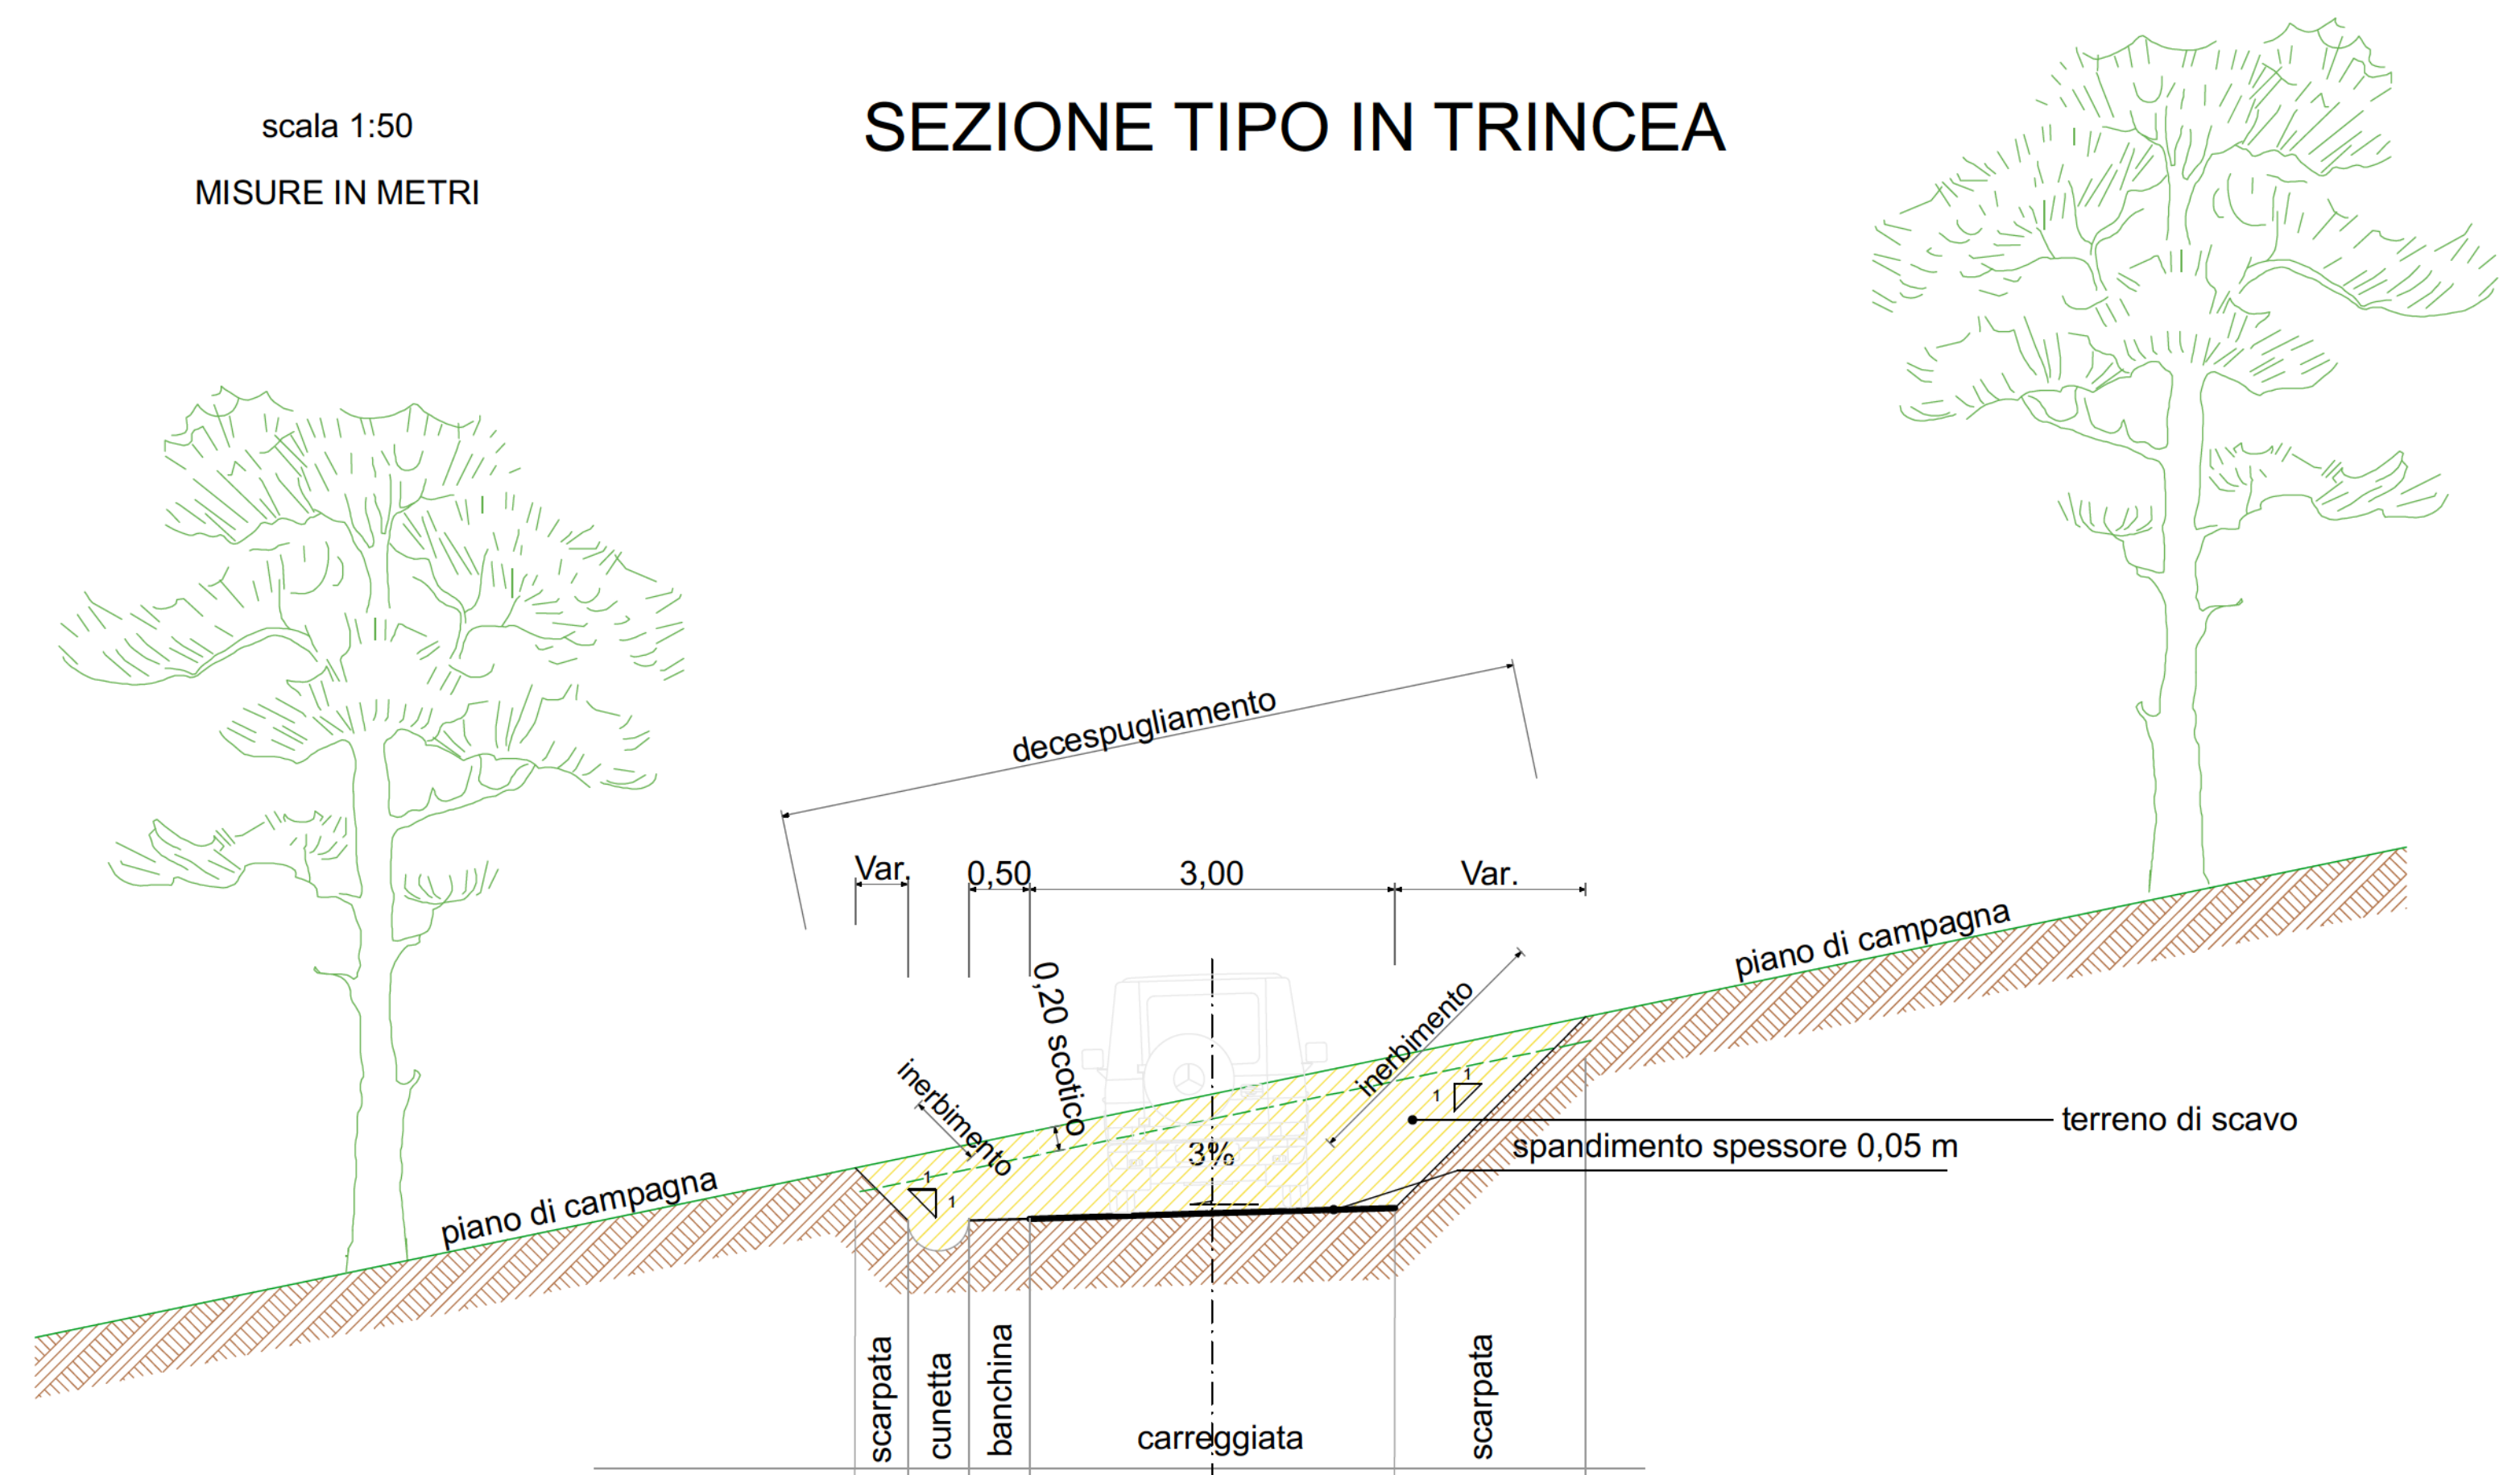 scala 1:50
MISURE IN METRI
SEZIONE TIPO IN TRINCEA
decespugliamento
Var.
0,50
3,00
Var.
0,20 scotico
inerbimento
inerbimento
piano di campagna
piano di campagna
1
1
1
1
3%
terreno di scavo
spandimento spessore 0,05 m
scarpata
cunetta
banchina
carreggiata
scarpata